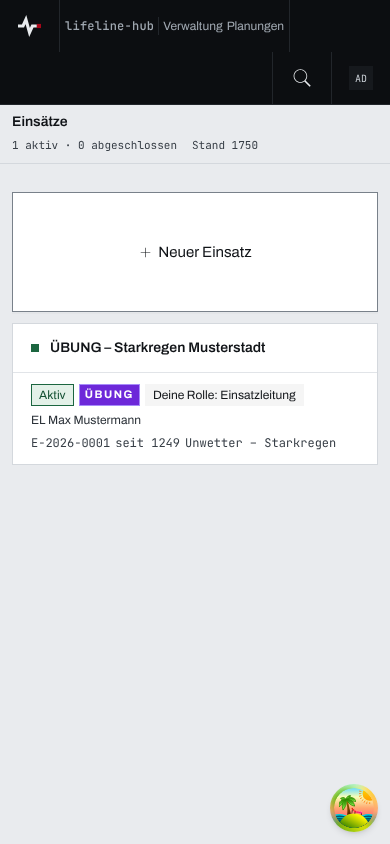 lifeline-hub Verwaltung Planungen
AD
Einsätze
1 aktiv · 0 abgeschlossen Stand 1750
+ Neuer Einsatz
ÜBUNG – Starkregen Musterstadt
Aktiv ÜBUNG Deine Rolle: Einsatzleitung
EL Max Mustermann
E-2026-0001 seit 1249 Unwetter – Starkregen